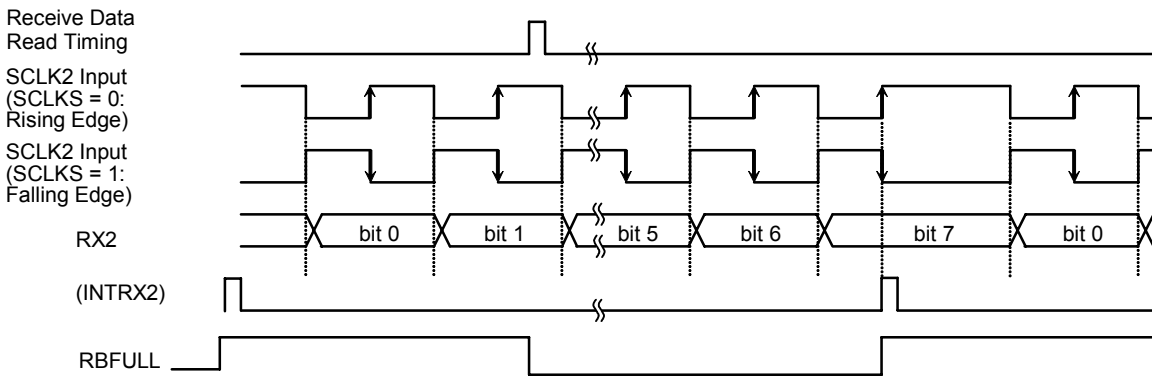 Receive Data
Read Timing
SCLK2 Input
(SCLKS = 0:
Rising Edge)
SCLK2 Input
(SCLKS = 1:
Falling Edge)
RX2
bit 0
bit 1
bit 5
bit 6
bit 7
bit 0
(INTRX2)
RBFULL